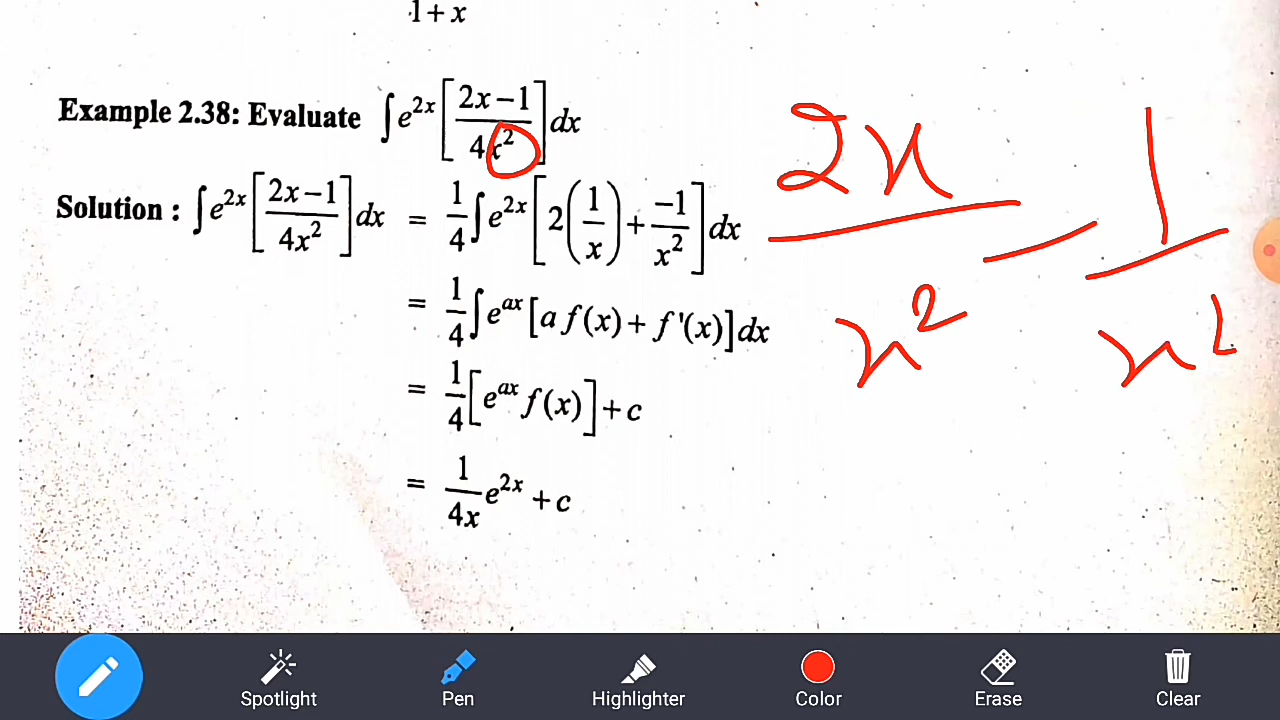 1 + x
Example 2.38: Evaluate ∫e^{2x} [(2x−1)/(4x²)] dx
Solution : ∫e^{2x} [(2x−1)/(4x²)] dx = 1/4 ∫e^{2x} [2(1/x) + (−1)/x²] dx
= 1/4 ∫e^{ax} [a f(x) + f'(x)] dx
= 1/4 [e^{ax} f(x)] + c
= 1/(4x) e^{2x} + c
2x/x² − 1/x²
Spotlight Pen Highlighter Color Erase Clear